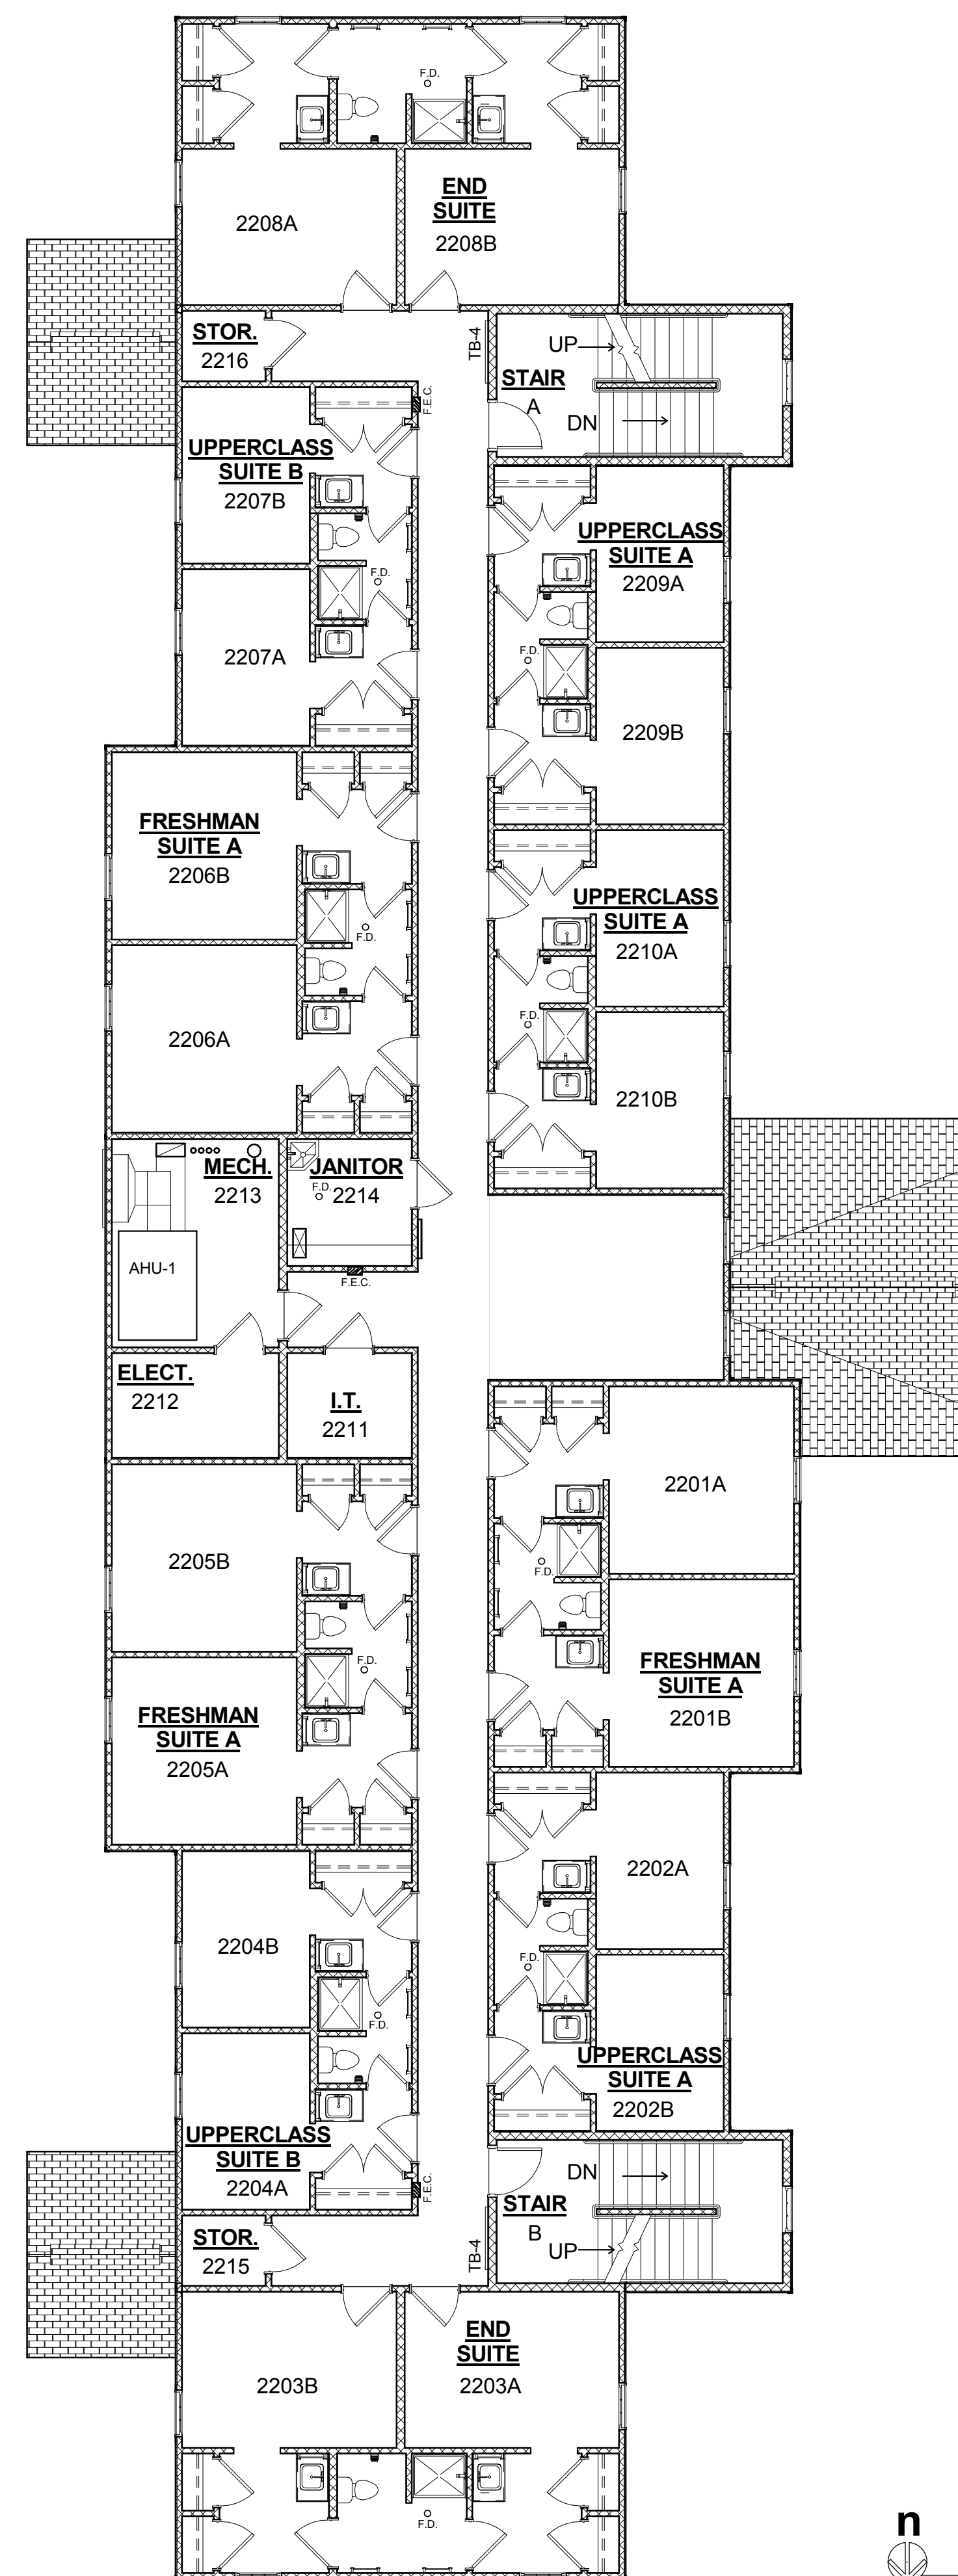 F.D.
END
SUITE
2208A
2208B
STOR.
2216
TB-4
UP
STAIR
A
DN
F.E.C.
UPPERCLASS
SUITE B
2207B
UPPERCLASS
SUITE A
2209A
F.D.
2207A
F.D.
2209B
FRESHMAN
SUITE A
2206B
UPPERCLASS
SUITE A
2210A
F.D.
F.D.
2206A
2210B
MECH.
2213
JANITOR
F.D.
2214
AHU-1
F.E.C.
ELECT.
2212
I.T.
2211
2201A
2205B
F.D.
FRESHMAN
SUITE A
2201B
F.D.
FRESHMAN
SUITE A
2205A
2202A
2204B
F.D.
F.D.
UPPERCLASS
SUITE A
2202B
UPPERCLASS
SUITE B
2204A
F.E.C.
DN
STAIR
B
UP
STOR.
2215
TB-4
END
SUITE
2203B
2203A
F.D.
n